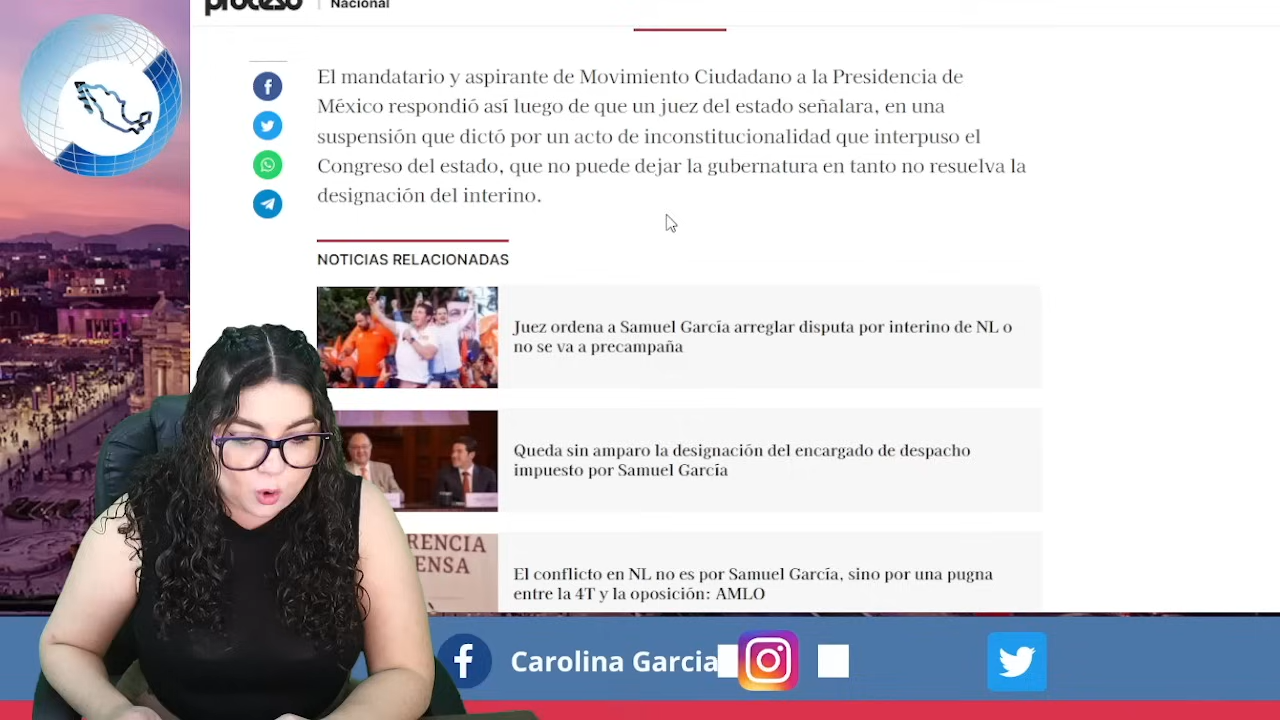 proceso
Nacional
El mandatario y aspirante de Movimiento Ciudadano a la Presidencia de
México respondió así luego de que un juez del estado señalara, en una
suspensión que dictó por un acto de inconstitucionalidad que interpuso el
Congreso del estado, que no puede dejar la gubernatura en tanto no resuelva la
designación del interino.
NOTICIAS RELACIONADAS
Juez ordena a Samuel García arreglar disputa por interino de NL o
no se va a precampaña
Queda sin amparo la designación del encargado de despacho
impuesto por Samuel García
RENCIA
ENSA
El conflicto en NL no es por Samuel García, sino por una pugna
entre la 4T y la oposición: AMLO
Carolina Garcia